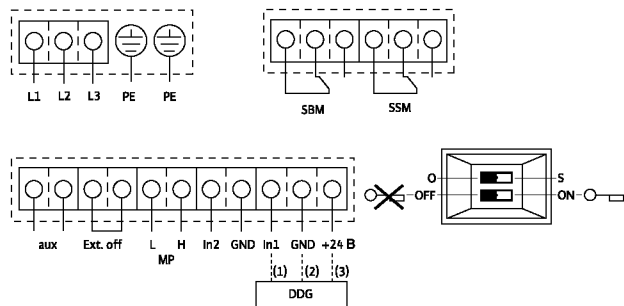 L1 L2 L3 PE PE
SBM SSM
O S
OFF ON
aux Ext. off L H In2 GND In1 GND +24 В
MP
(1) (2) (3)
DDG